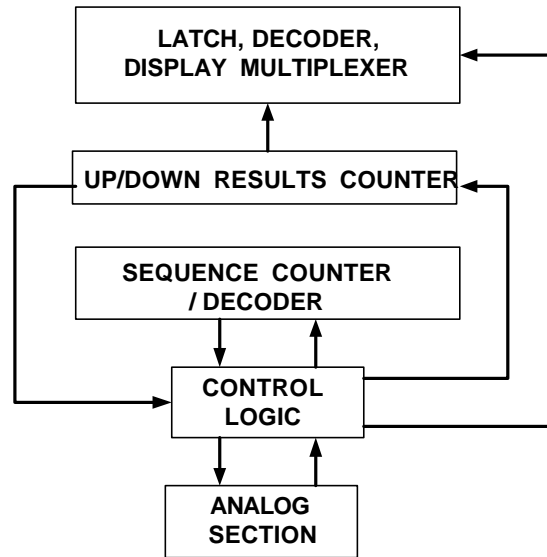 LATCH, DECODER,
DISPLAY MULTIPLEXER
UP/DOWN RESULTS COUNTER
SEQUENCE COUNTER
/ DECODER
CONTROL
LOGIC
ANALOG
SECTION